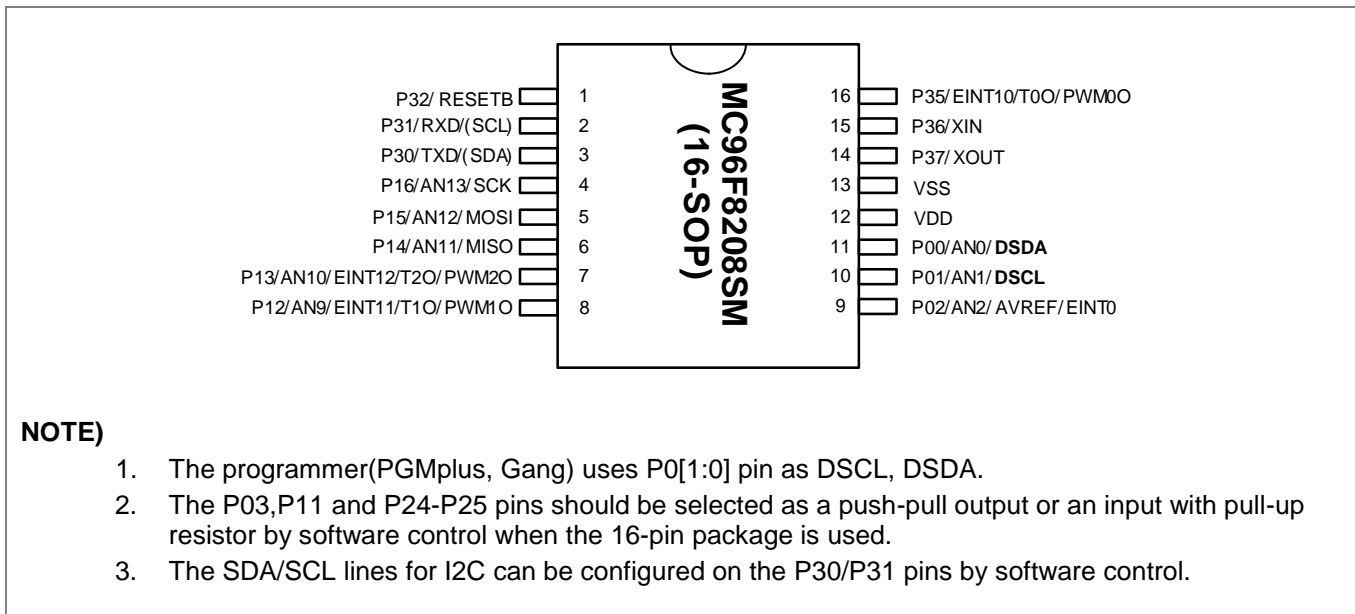 P32/ RESETB 1
P31/RXD/(SCL) 2
P30/TXD/(SDA) 3
P16/AN13/SCK 4
P15/AN12/MOSI 5
P14/AN11/MISO 6
P13/AN10/EINT12/T2O/PWM2O 7
P12/AN9/EINT11/T1O/PWM1O 8
MC96F8208SM
(16-SOP)
16 P35/EINT10/T0O/PWM0O
15 P36/XIN
14 P37/XOUT
13 VSS
12 VDD
11 P00/AN0/DSDA
10 P01/AN1/DSCL
9 P02/AN2/AVREF/EINT0
NOTE)
1. The programmer(PGMplus, Gang) uses P0[1:0] pin as DSCL, DSDA.
2. The P03,P11 and P24-P25 pins should be selected as a push-pull output or an input with pull-up
resistor by software control when the 16-pin package is used.
3. The SDA/SCL lines for I2C can be configured on the P30/P31 pins by software control.